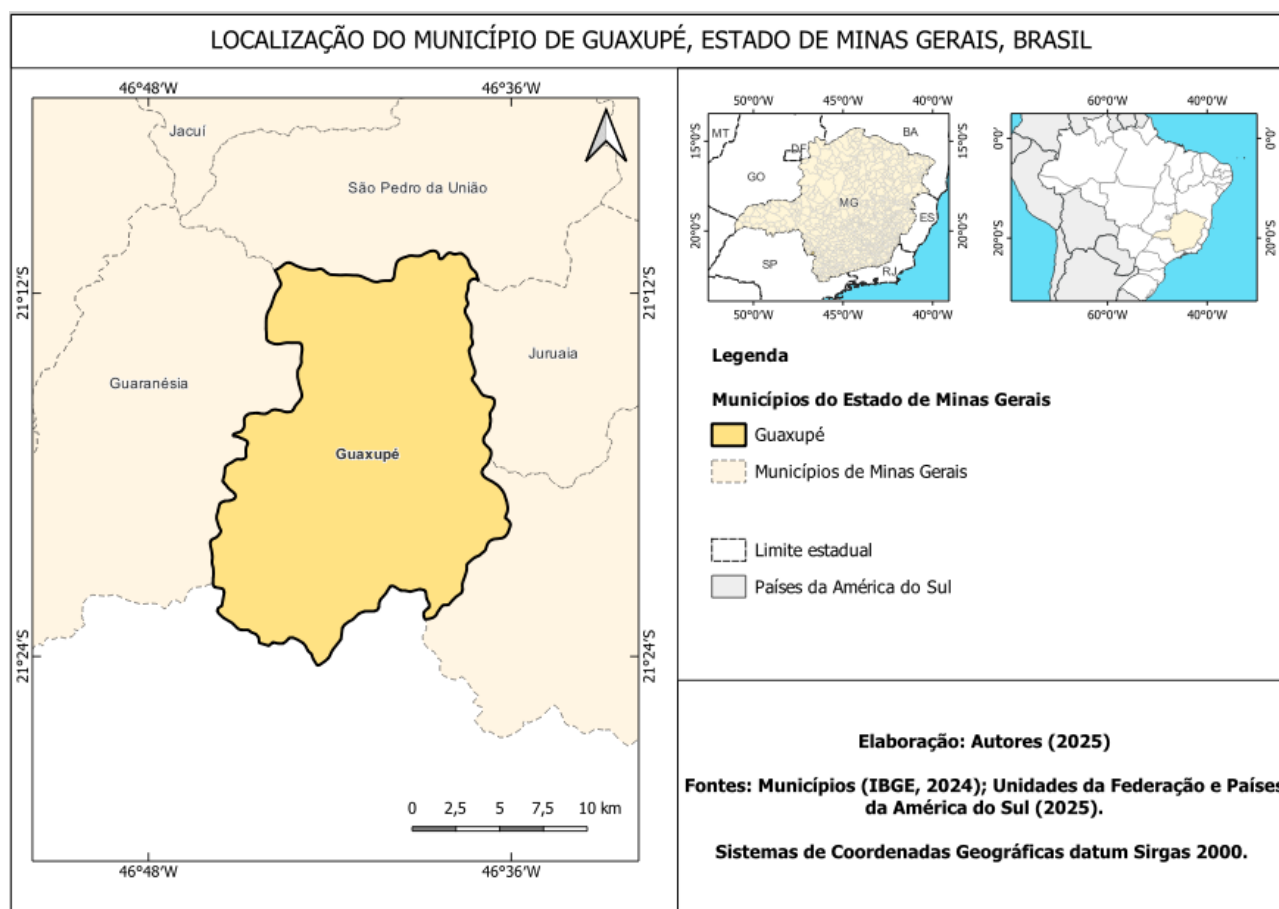 LOCALIZAÇÃO DO MUNICÍPIO DE GUAXUPÉ, ESTADO DE MINAS GERAIS, BRASIL
46°48'W
46°36'W
Jacuí
São Pedro da União
21°12'S
21°12'S
Juruaia
Guaranésia
Guaxupé
21°24'S
21°24'S
0 2,5 5 7,5 10 km
46°48'W
46°36'W
50°0'W
45°0'W
40°0'W
MT
DF
BA
15°0'S
15°0'S
GO
MG
ES
20°0'S
20°0'S
SP
RJ
50°0'W
45°0'W
40°0'W
60°0'W
40°0'W
0°0'S
0°0'S
20°0'S
20°0'S
60°0'W
40°0'W
Legenda
Municípios do Estado de Minas Gerais
Guaxupé
Municípios de Minas Gerais
Limite estadual
Países da América do Sul
Elaboração: Autores (2025)
Fontes: Municípios (IBGE, 2024); Unidades da Federação e Países
da América do Sul (2025).
Sistemas de Coordenadas Geográficas datum Sirgas 2000.